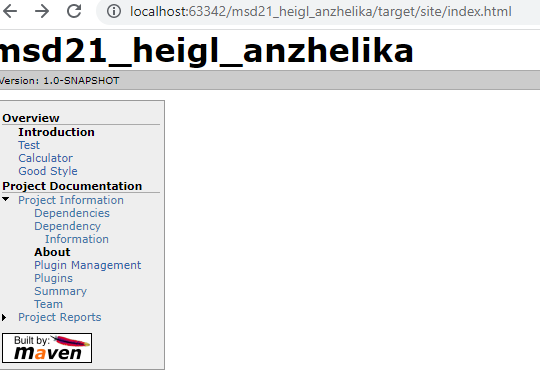 localhost:63342/msd21_heigl_anzhelika/target/site/index.html
msd21_heigl_anzhelika
Version: 1.0-SNAPSHOT
Overview
Introduction
Test
Calculator
Good Style
Project Documentation
Project Information
Dependencies
Dependency
Information
About
Plugin Management
Plugins
Summary
Team
Project Reports
Built by:
maven